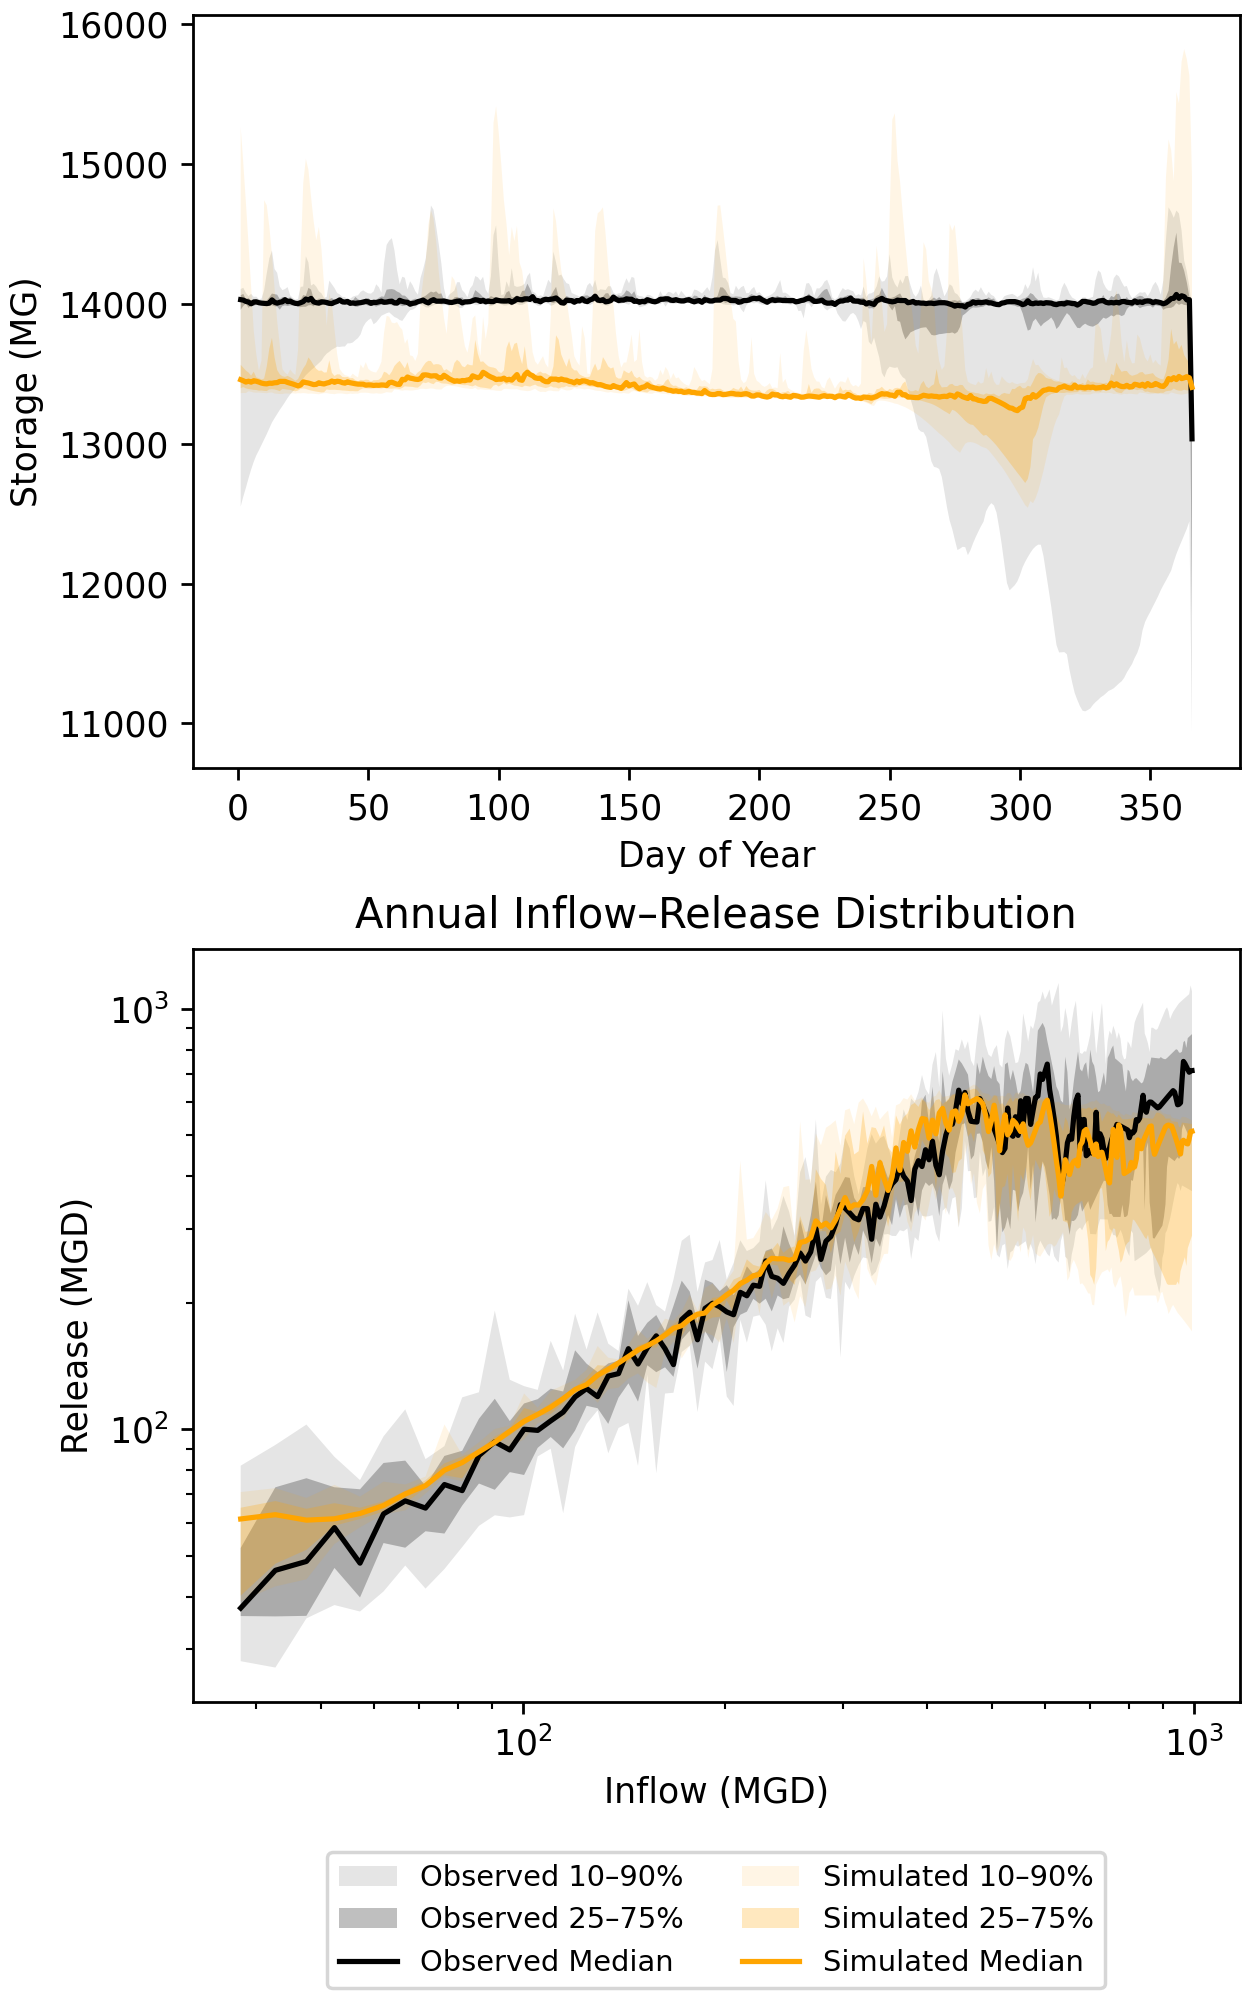 16000
15000
14000
13000
12000
11000
Storage (MG)
0 50 100 150 200 250 300 350
Day of Year
Annual Inflow–Release Distribution
10³
10²
Release (MGD)
10² 10³
Inflow (MGD)
Observed 10–90% Simulated 10–90%
Observed 25–75% Simulated 25–75%
Observed Median Simulated Median